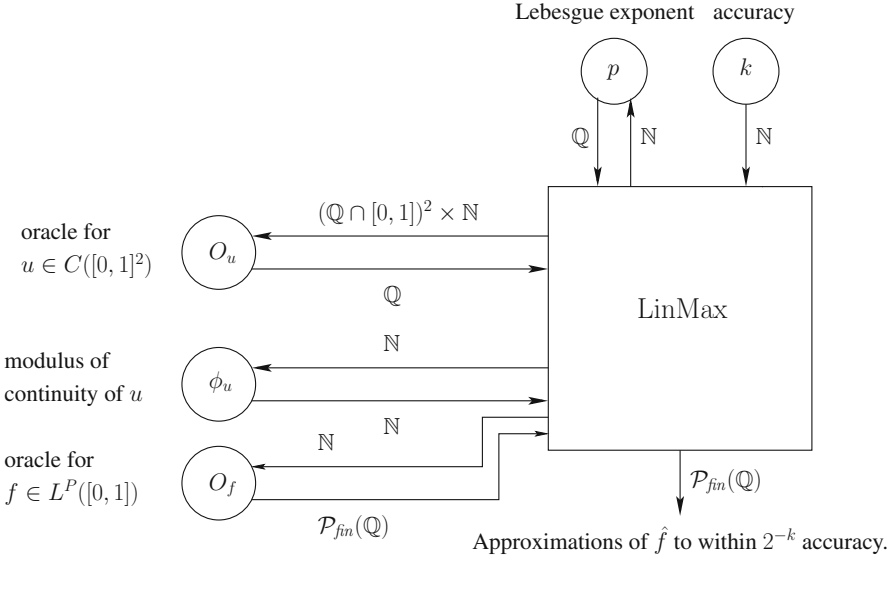 Lebesgue exponent accuracy
p k
ℚ ℕ ℕ
(ℚ ∩ [0, 1])² × ℕ
oracle for
u ∈ C([0, 1]²)
O_u
ℚ
LinMax
ℕ
modulus of
continuity of u
ϕ_u
ℕ
ℕ
oracle for
f ∈ L^P([0, 1])
O_f
𝒫_fin(ℚ)
𝒫_fin(ℚ)
Approximations of f̂ to within 2^{-k} accuracy.